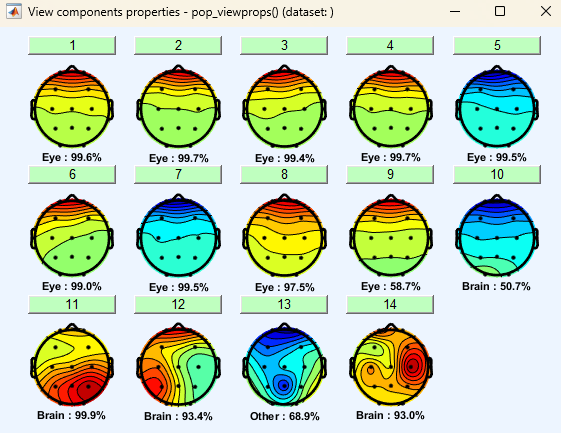 View components properties - pop_viewprops() (dataset: )
1 2 3 4 5
Eye : 99.6% Eye : 99.7% Eye : 99.4% Eye : 99.7% Eye : 99.5%
6 7 8 9 10
Eye : 99.0% Eye : 99.5% Eye : 97.5% Eye : 58.7% Brain : 50.7%
11 12 13 14
Brain : 99.9% Brain : 93.4% Other : 68.9% Brain : 93.0%